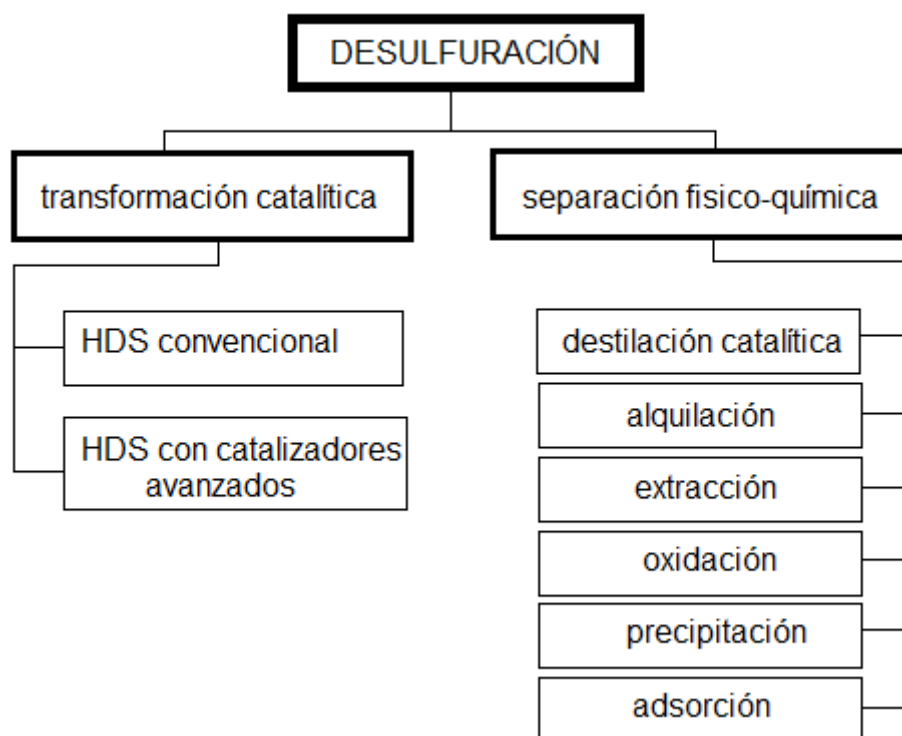 DESULFURACIÓN
transformación catalítica
separación fisico-química
HDS convencional
HDS con catalizadores
avanzados
destilación catalítica
alquilación
extracción
oxidación
precipitación
adsorción